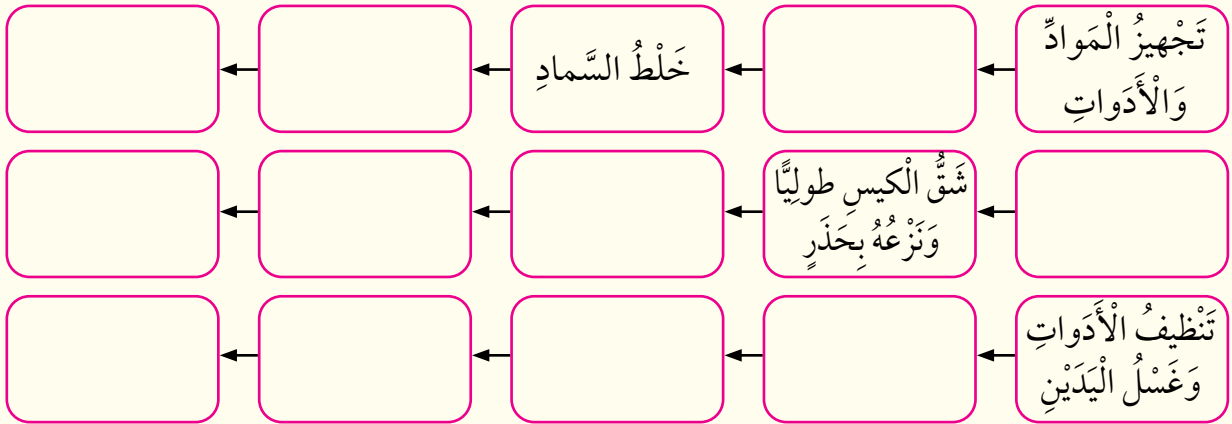 تَجْهيزُ الْمَوادِّ
وَالْأَدَواتِ
خَلْطُ السَّمادِ
شَقُّ الْكيسِ طولِيًّا
وَنَزْعُهُ بِحَذَرٍ
تَنْظيفُ الْأَدَواتِ
وَغَسْلُ الْيَدَيْنِ